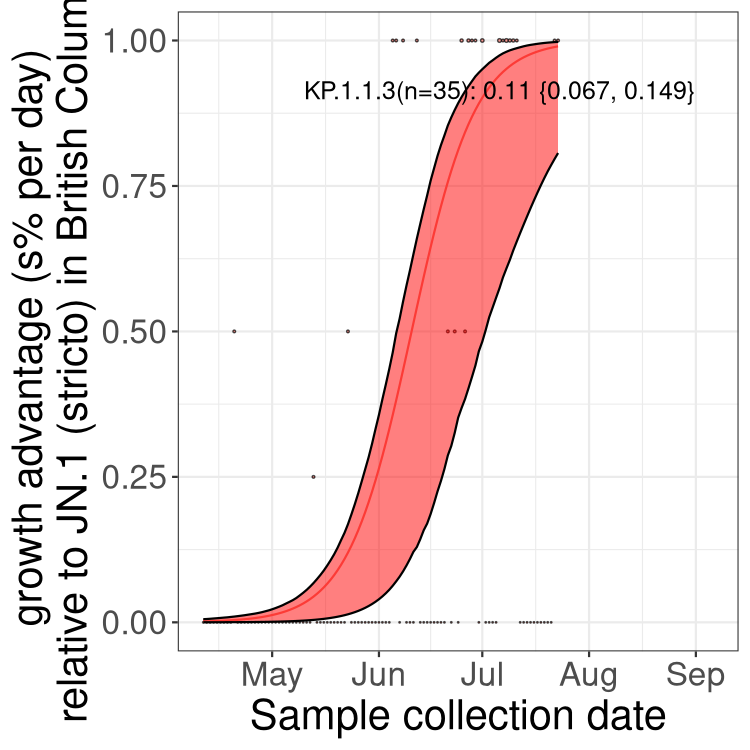 growth advantage (s% per day)
relative to JN.1 (stricto) in British Colum
1.00
0.75
0.50
0.25
0.00
KP.1.1.3(n=35): 0.11 {0.067, 0.149}
May Jun Jul Aug Sep
Sample collection date